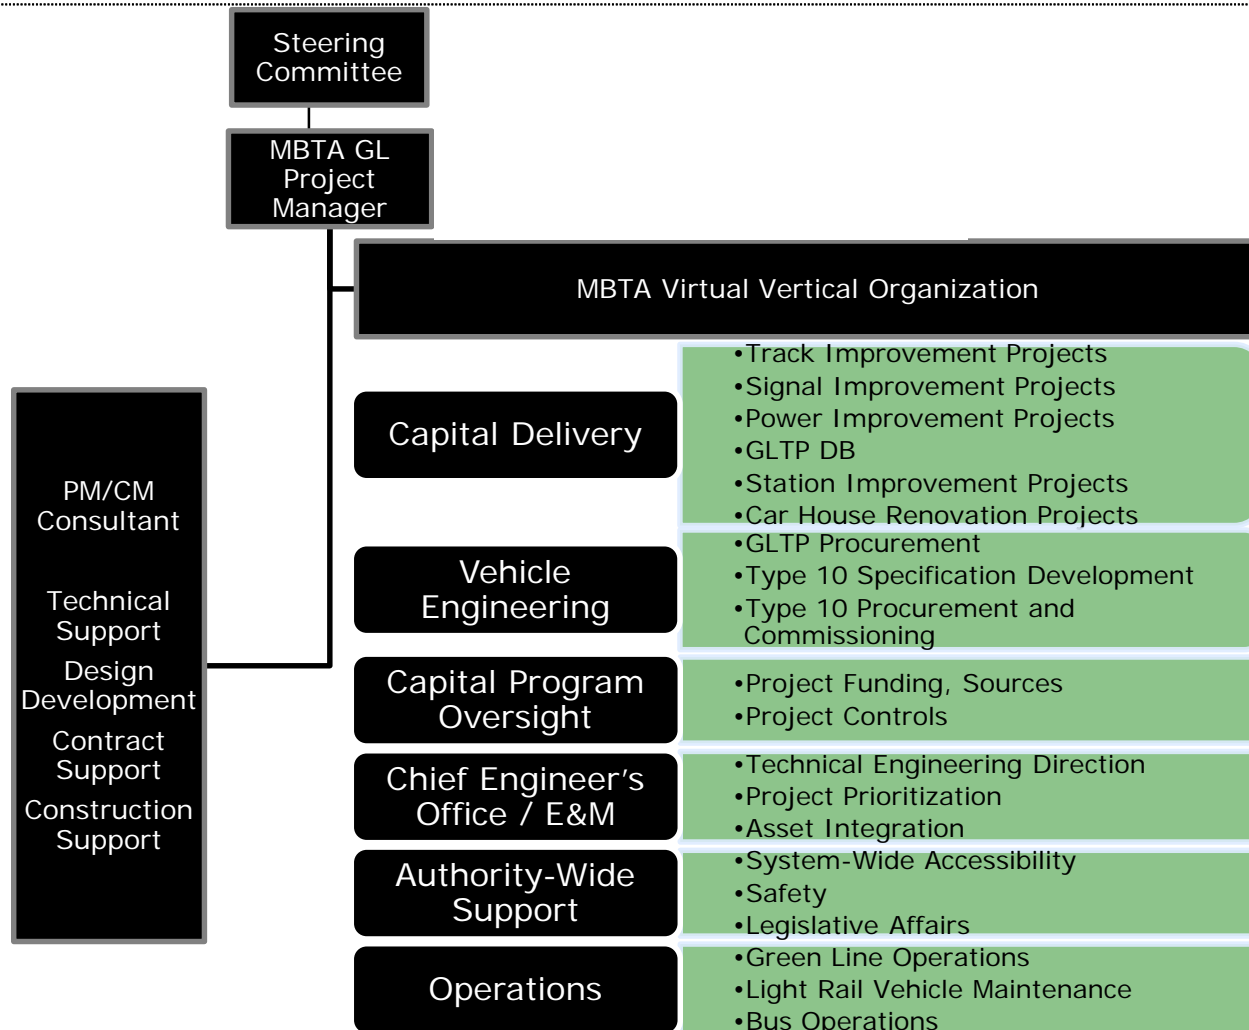 Steering
Committee
MBTA GL
Project
Manager
MBTA Virtual Vertical Organization
PM/CM
Consultant
Technical
Support
Design
Development
Contract
Support
Construction
Support
Capital Delivery
•Track Improvement Projects
•Signal Improvement Projects
•Power Improvement Projects
•GLTP DB
•Station Improvement Projects
•Car House Renovation Projects
Vehicle
Engineering
•GLTP Procurement
•Type 10 Specification Development
•Type 10 Procurement and
Commissioning
Capital Program
Oversight
•Project Funding, Sources
•Project Controls
Chief Engineer’s
Office / E&M
•Technical Engineering Direction
•Project Prioritization
•Asset Integration
Authority-Wide
Support
•System-Wide Accessibility
•Safety
•Legislative Affairs
Operations
•Green Line Operations
•Light Rail Vehicle Maintenance
•Bus Operations